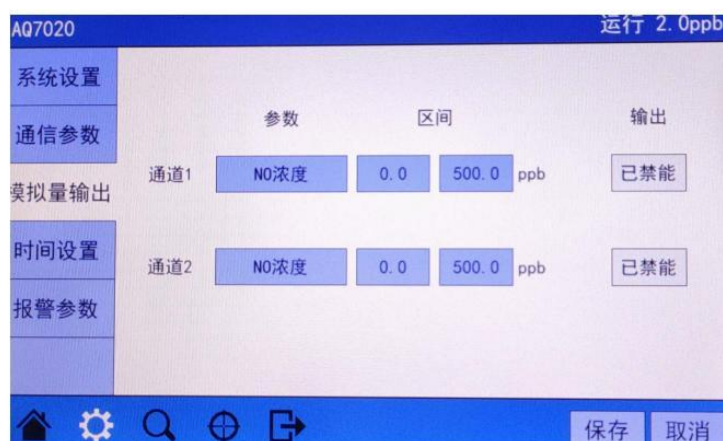 AQ7020 运行 2.0ppb
系统设置
通信参数
模拟量输出
时间设置
报警参数
参数 区间 输出
通道1 NO浓度 0.0 500.0 ppb 已禁能
通道2 NO浓度 0.0 500.0 ppb 已禁能
保存 取消